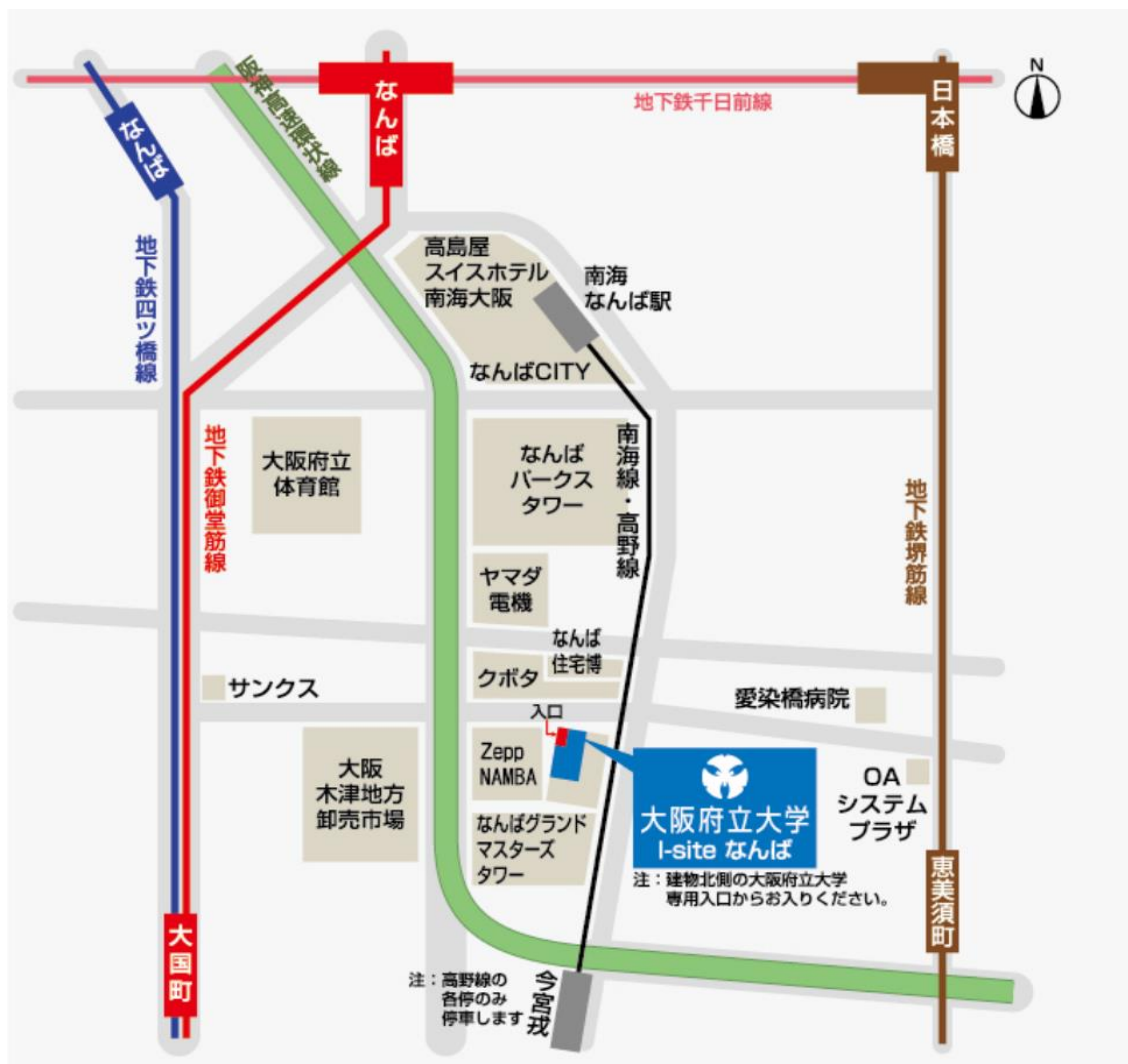 N
なんば
なんば
阪神高速環状線
地下鉄千日前線
日本橋
地下鉄四ツ橋線
高島屋
スイスホテル
南海大阪
南海
なんば駅
なんばCITY
地下鉄御堂筋線
大阪府立
体育館
なんば
パークス
タワー
南海線・高野線
地下鉄堺筋線
ヤマダ
電機
なんば
住宅博
クボタ
サンクス
愛染橋病院
入口
Zepp
NAMBA
大阪
木津地方
卸売市場
なんばグランド
マスターズ
タワー
大阪府立大学
I-site なんば
注：建物北側の大阪府立大学
専用入口からお入りください。
OA
システム
プラザ
恵美須町
大国町
注：高野線の
各停のみ
停車します
今宮戎